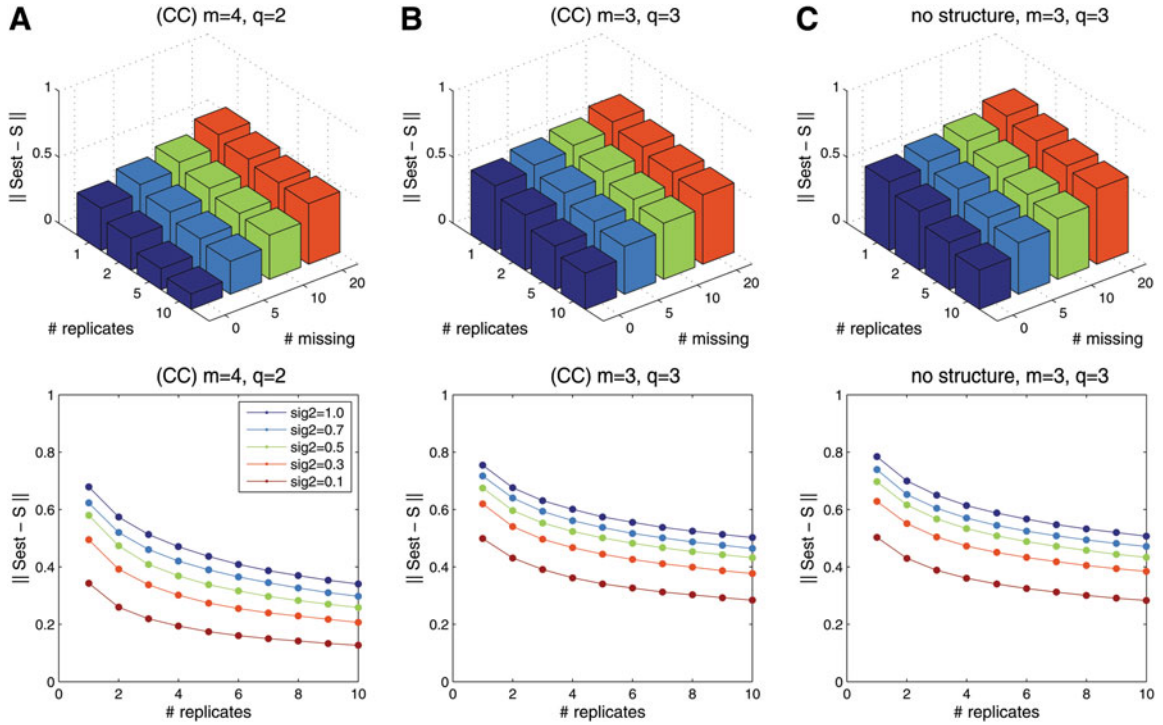 A
(CC) m=4, q=2
|| Sest − S ||
1
0.5
0
1
2
5
10
# replicates
0
5
10
20
# missing
B
(CC) m=3, q=3
|| Sest − S ||
1
0.5
0
1
2
5
10
# replicates
0
5
10
20
# missing
C
no structure, m=3, q=3
|| Sest − S ||
1
0.5
0
1
2
5
10
# replicates
0
5
10
20
# missing
(CC) m=4, q=2
|| Sest − S ||
1
0.8
0.6
0.4
0.2
0
sig2=1.0
sig2=0.7
sig2=0.5
sig2=0.3
sig2=0.1
0 2 4 6 8 10
# replicates
(CC) m=3, q=3
|| Sest − S ||
1
0.8
0.6
0.4
0.2
0
0 2 4 6 8 10
# replicates
no structure, m=3, q=3
|| Sest − S ||
1
0.8
0.6
0.4
0.2
0
0 2 4 6 8 10
# replicates